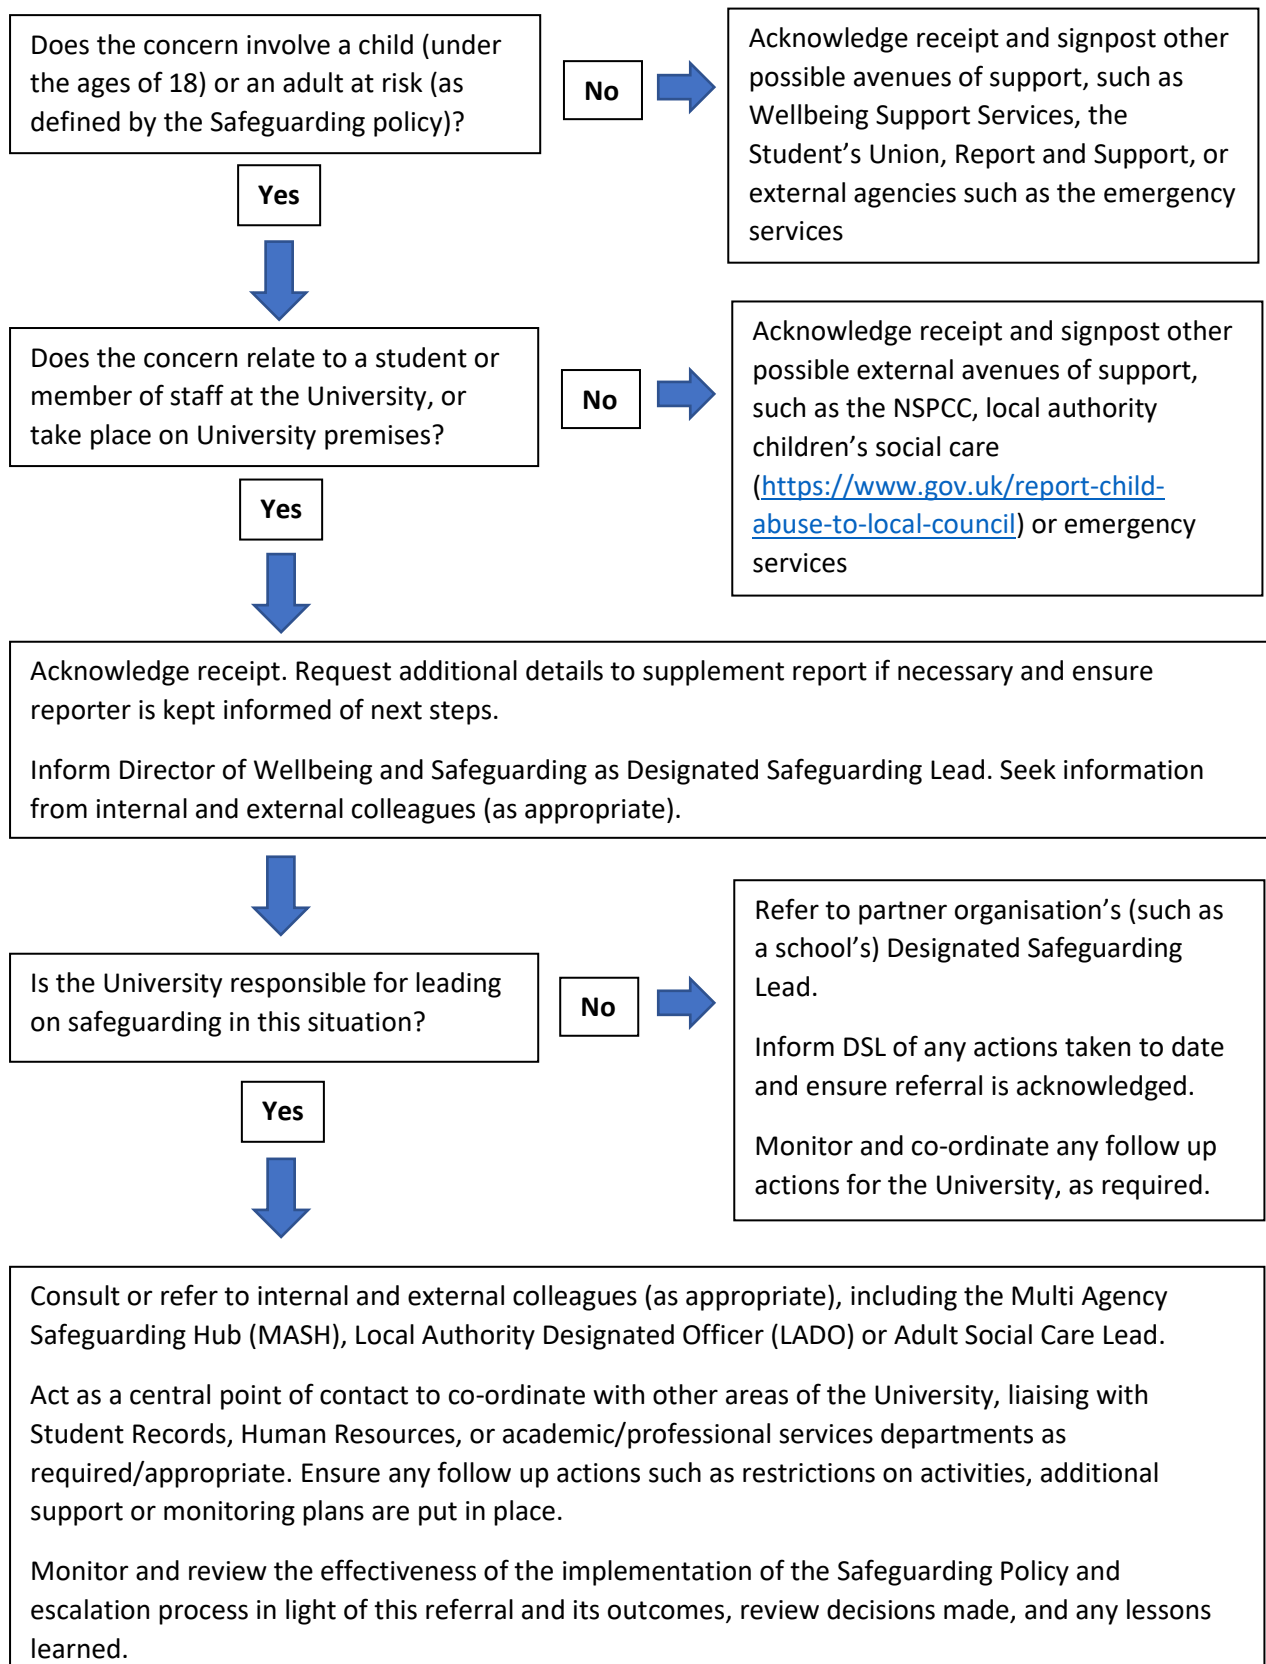 Does the concern involve a child (under
the ages of 18) or an adult at risk (as
defined by the Safeguarding policy)?
No
Acknowledge receipt and signpost other
possible avenues of support, such as
Wellbeing Support Services, the
Student’s Union, Report and Support, or
external agencies such as the emergency
services
Yes
Does the concern relate to a student or
member of staff at the University, or
take place on University premises?
No
Acknowledge receipt and signpost other
possible external avenues of support,
such as the NSPCC, local authority
children’s social care
(https://www.gov.uk/report-child-
abuse-to-local-council) or emergency
services
Yes
Acknowledge receipt. Request additional details to supplement report if necessary and ensure
reporter is kept informed of next steps.
Inform Director of Wellbeing and Safeguarding as Designated Safeguarding Lead. Seek information
from internal and external colleagues (as appropriate).
Is the University responsible for leading
on safeguarding in this situation?
No
Refer to partner organisation’s (such as
a school’s) Designated Safeguarding
Lead.
Inform DSL of any actions taken to date
and ensure referral is acknowledged.
Monitor and co-ordinate any follow up
actions for the University, as required.
Yes
Consult or refer to internal and external colleagues (as appropriate), including the Multi Agency
Safeguarding Hub (MASH), Local Authority Designated Officer (LADO) or Adult Social Care Lead.
Act as a central point of contact to co-ordinate with other areas of the University, liaising with
Student Records, Human Resources, or academic/professional services departments as
required/appropriate. Ensure any follow up actions such as restrictions on activities, additional
support or monitoring plans are put in place.
Monitor and review the effectiveness of the implementation of the Safeguarding Policy and
escalation process in light of this referral and its outcomes, review decisions made, and any lessons
learned.